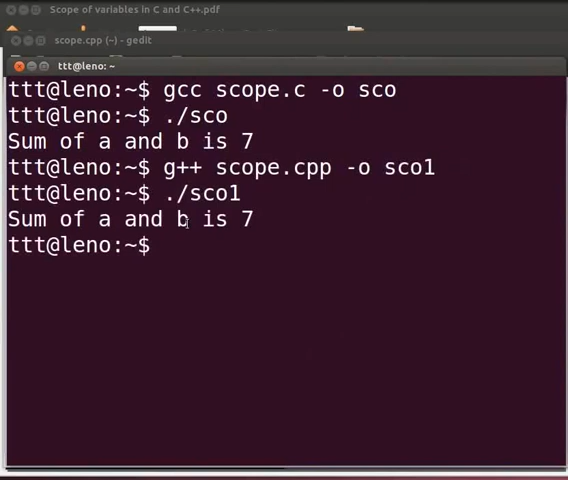 Scope of variables in C and C++.pdf
scope.cpp (~) - gedit
ttt@leno: ~
ttt@leno:~$ gcc scope.c -o sco
ttt@leno:~$ ./sco
Sum of a and b is 7
ttt@leno:~$ g++ scope.cpp -o sco1
ttt@leno:~$ ./sco1
Sum of a and b is 7
ttt@leno:~$